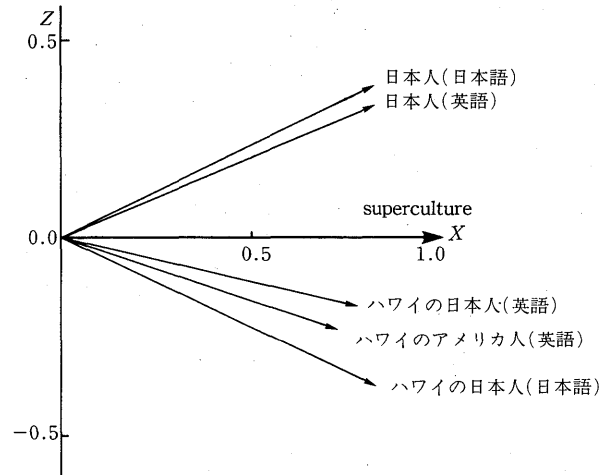 Z
0.5
日本人(日本語)
日本人(英語)
superculture
0.0
X
0.5
1.0
ハワイの日本人(英語)
ハワイのアメリカ人(英語)
ハワイの日本人(日本語)
−0.5